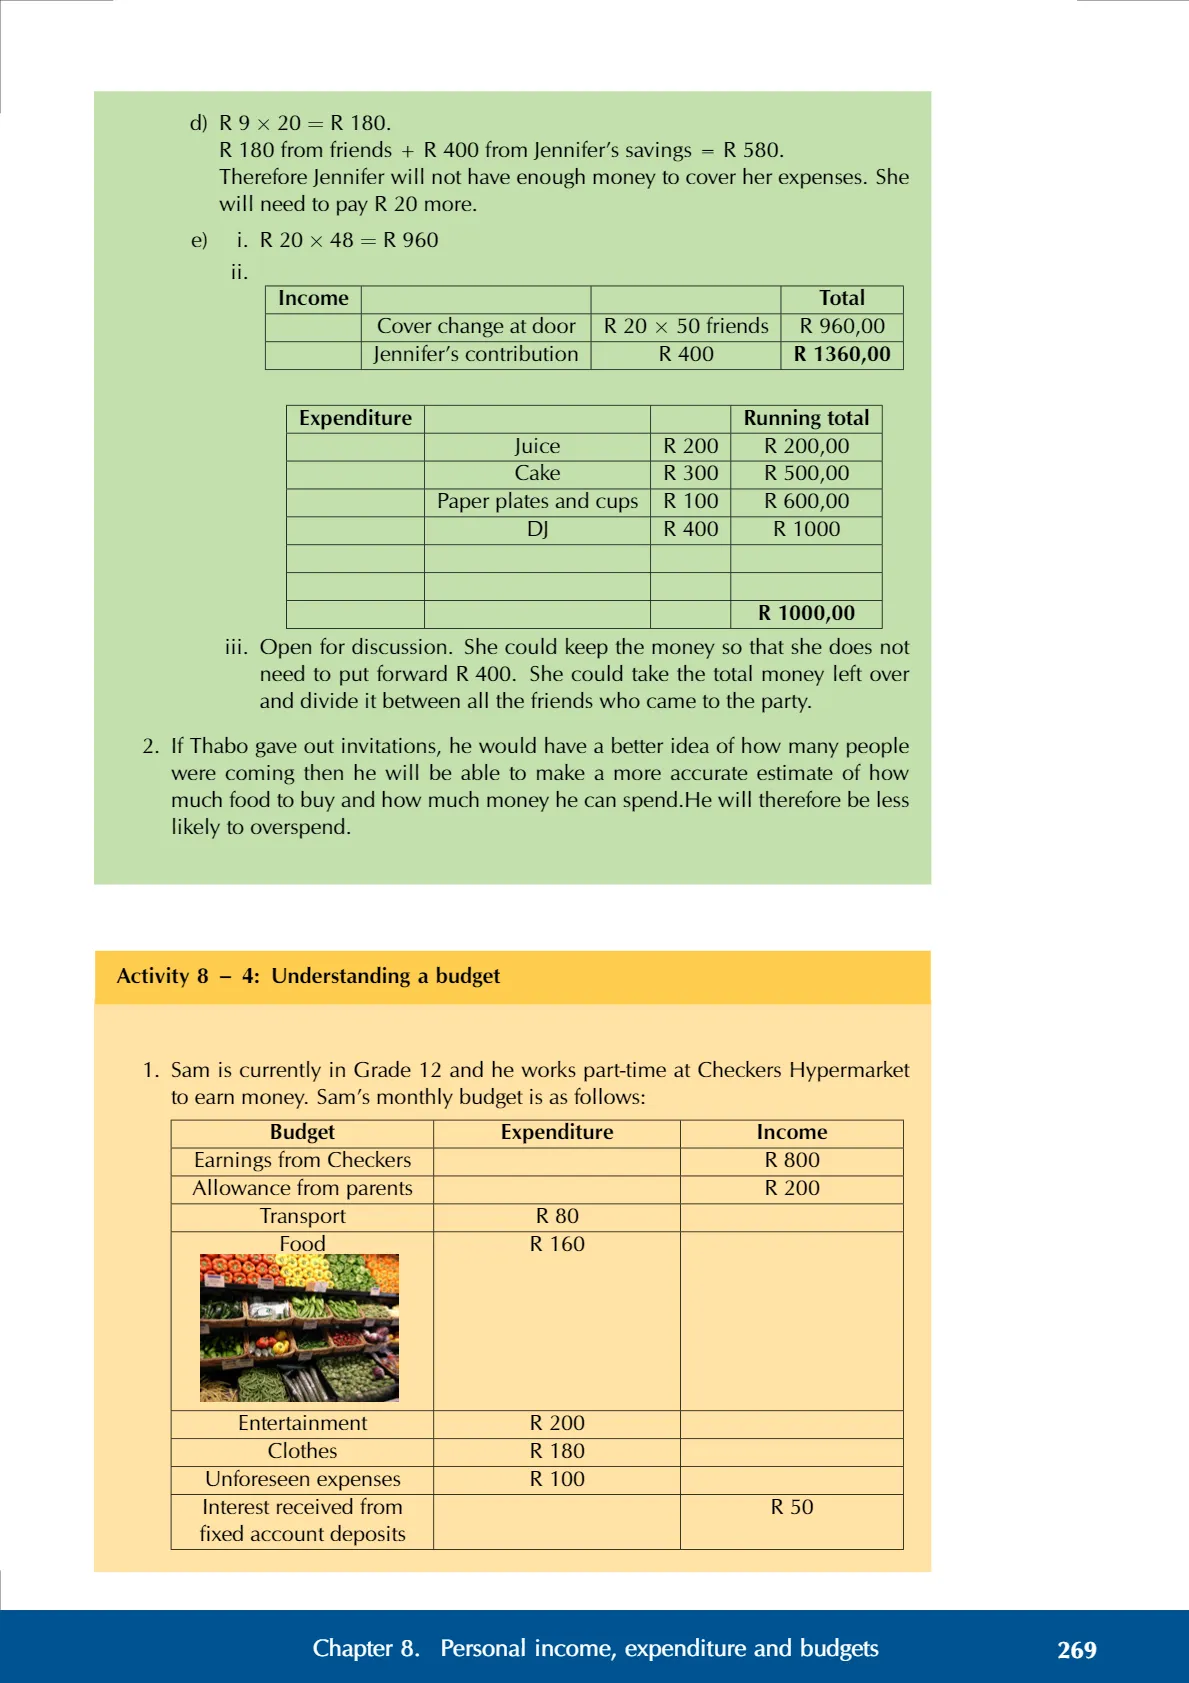 d) R 9 × 20 = R 180.
R 180 from friends + R 400 from Jennifer's savings = R 580.
Therefore Jennifer will not have enough money to cover her expenses. She
will need to pay R 20 more.
e) i. R 20 × 48 = R 960
ii.
Income Total
Cover change at door R 20 × 50 friends R 960,00
Jennifer's contribution R 400 R 1360,00
Expenditure Running total
Juice R 200 R 200,00
Cake R 300 R 500,00
Paper plates and cups R 100 R 600,00
DJ R 400 R 1000
R 1000,00
iii. Open for discussion. She could keep the money so that she does not
need to put forward R 400. She could take the total money left over
and divide it between all the friends who came to the party.
2. If Thabo gave out invitations, he would have a better idea of how many people
were coming then he will be able to make a more accurate estimate of how
much food to buy and how much money he can spend.He will therefore be less
likely to overspend.
Activity 8 – 4: Understanding a budget
1. Sam is currently in Grade 12 and he works part-time at Checkers Hypermarket
to earn money. Sam's monthly budget is as follows:
Budget Expenditure Income
Earnings from Checkers R 800
Allowance from parents R 200
Transport R 80
Food R 160
Entertainment R 200
Clothes R 180
Unforeseen expenses R 100
Interest received from R 50
fixed account deposits
Chapter 8. Personal income, expenditure and budgets 269